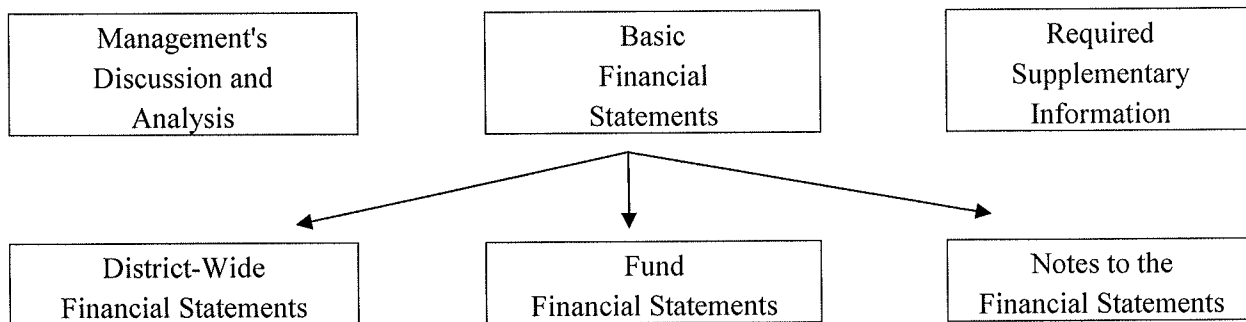 Management's
Discussion and
Analysis
Basic
Financial
Statements
Required
Supplementary
Information
District-Wide
Financial Statements
Fund
Financial Statements
Notes to the
Financial Statements